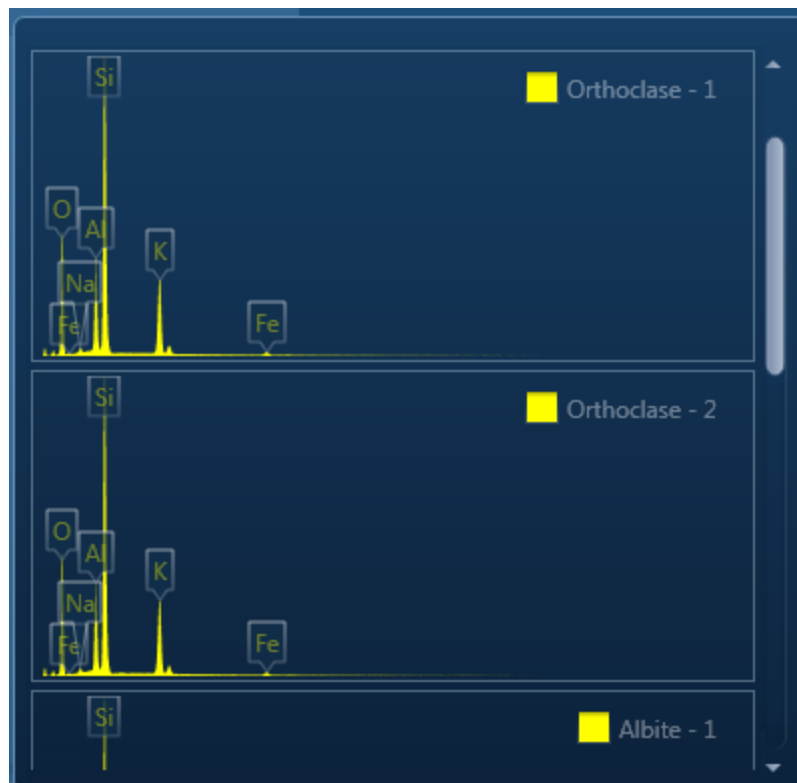 Si
Orthoclase - 1
O
Al
K
Na
Fe
Fe
Si
Orthoclase - 2
O
Al
K
Na
Fe
Fe
Si
Albite - 1